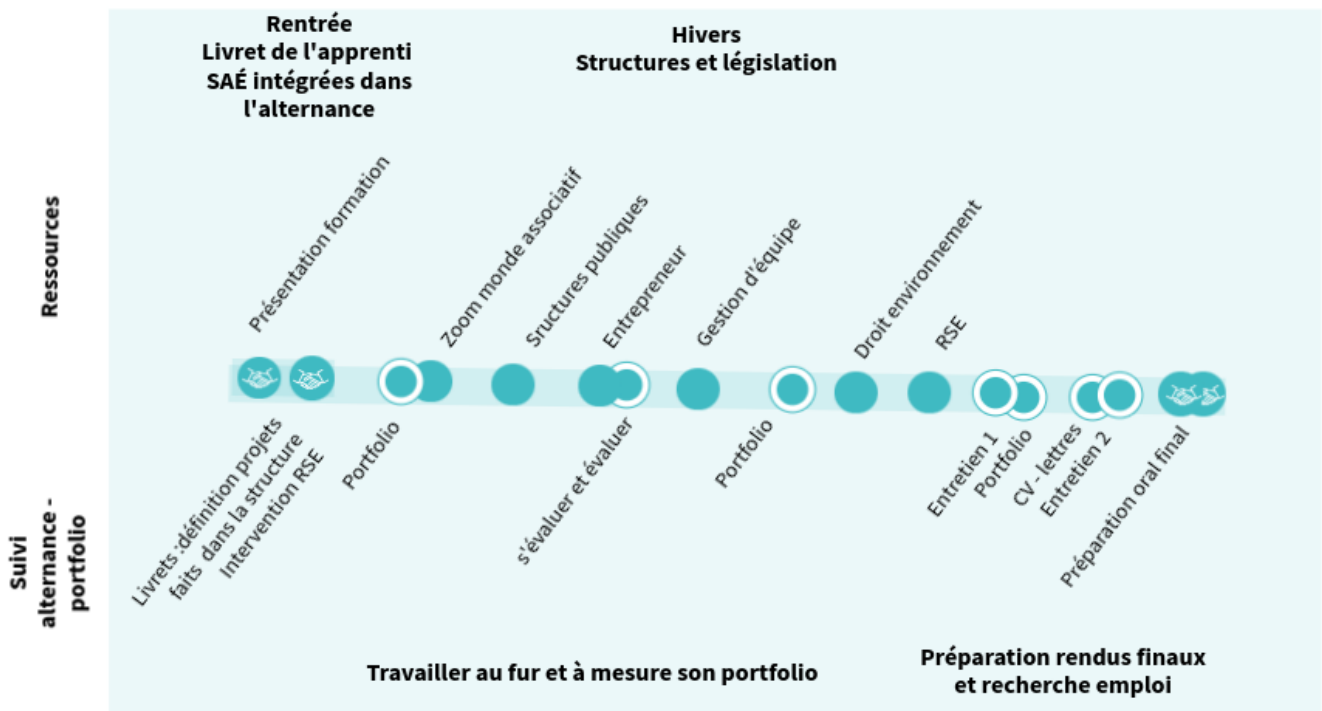 Rentrée
Livret de l'apprenti
SAÉ intégrées dans
l'alternance
Hivers
Structures et législation
Ressources
Présentation formation
Zoom monde associatif
Sructures publiques
Entrepreneur
Gestion d'équipe
Droit environnement
RSE
Suivi
alternance -
portfolio
Livrets :définition projets
faits dans la structure
Intervention RSE
Portfolio
s'évaluer et évaluer
Portfolio
Entretien 1
Portfolio
CV - lettres
Entretien 2
Préparation oral final
Travailler au fur et à mesure son portfolio
Préparation rendus finaux
et recherche emploi